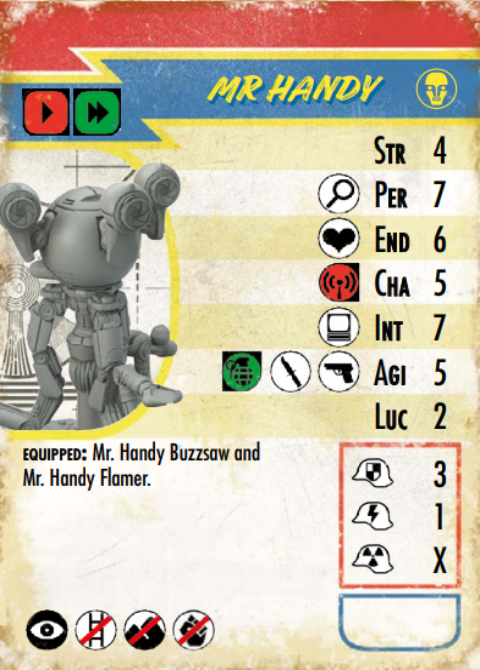 MR HANDY
STR 4
PER 7
END 6
CHA 5
INT 7
AGI 5
LUC 2
EQUIPPED: Mr. Handy Buzzsaw and
Mr. Handy Flamer.
3
1
X